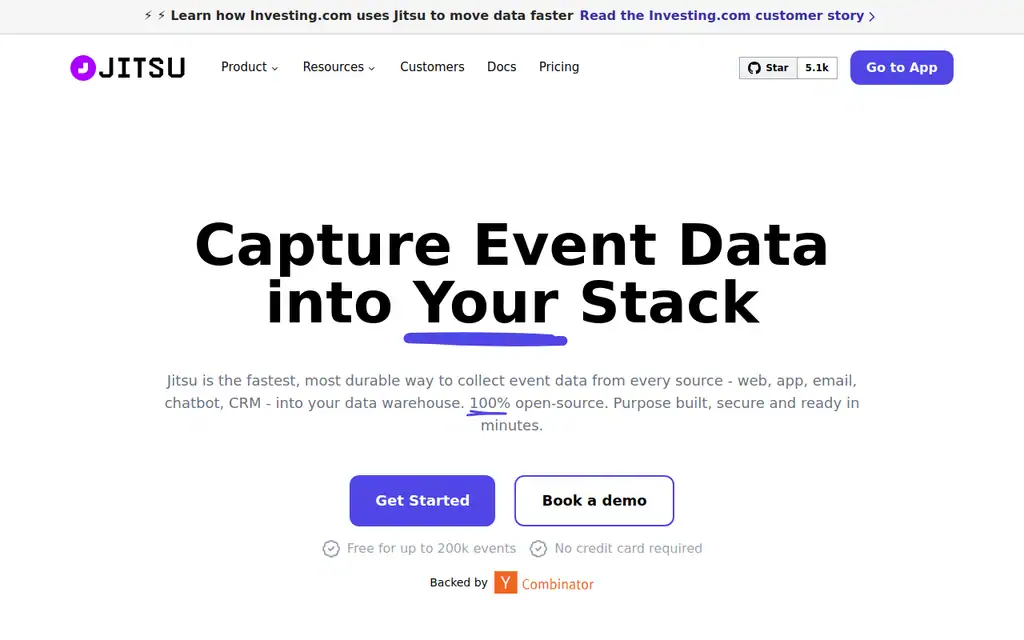 ⚡ ⚡ Learn how Investing.com uses Jitsu to move data faster Read the Investing.com customer story
JITSU
Product
Resources
Customers
Docs
Pricing
Star
5.1k
Go to App
Capture Event Data
into Your Stack
Jitsu is the fastest, most durable way to collect event data from every source - web, app, email,
chatbot, CRM - into your data warehouse. 100% open-source. Purpose built, secure and ready in
minutes.
Get Started
Book a demo
Free for up to 200k events
No credit card required
Backed by Y Combinator